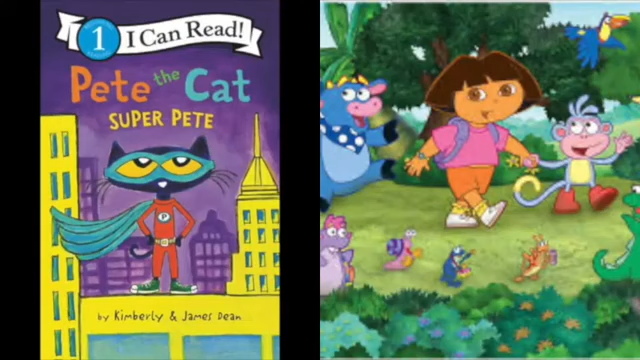 1
I Can Read!
Pete the Cat
SUPER PETE
P
by Kimberly & James Dean